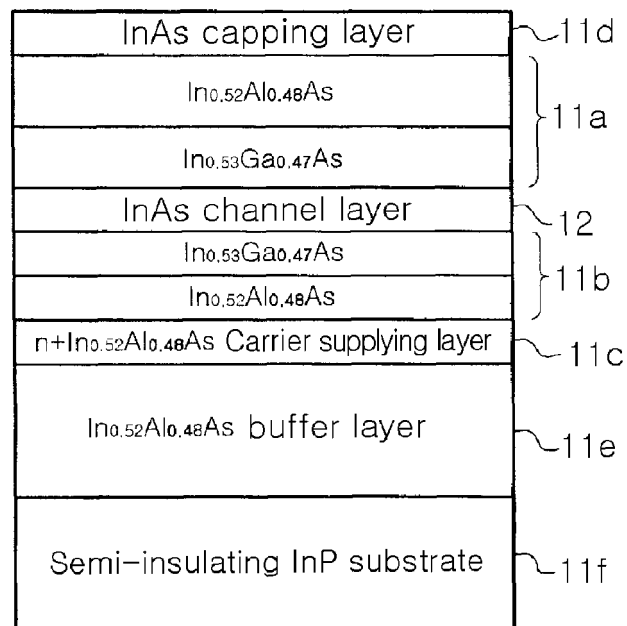 InAs capping layer 11d
In0.52Al0.48As
11a
In0.53Ga0.47As
InAs channel layer 12
In0.53Ga0.47As
11b
In0.52Al0.48As
n+In0.52Al0.48As Carrier supplying layer 11c
In0.52Al0.48As buffer layer 11e
Semi-insulating InP substrate 11f